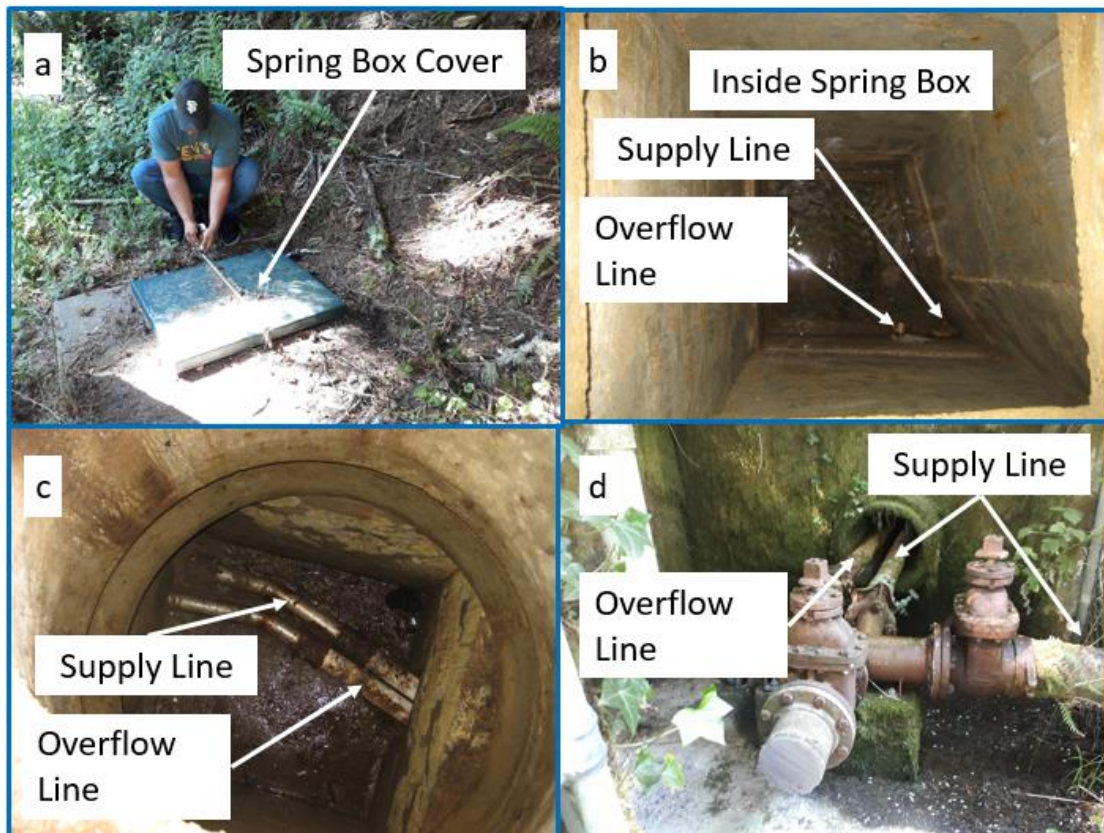 a
Spring Box Cover
b
Inside Spring Box
Supply Line
Overflow
Line
c
Supply Line
Overflow
Line
d
Supply Line
Overflow
Line